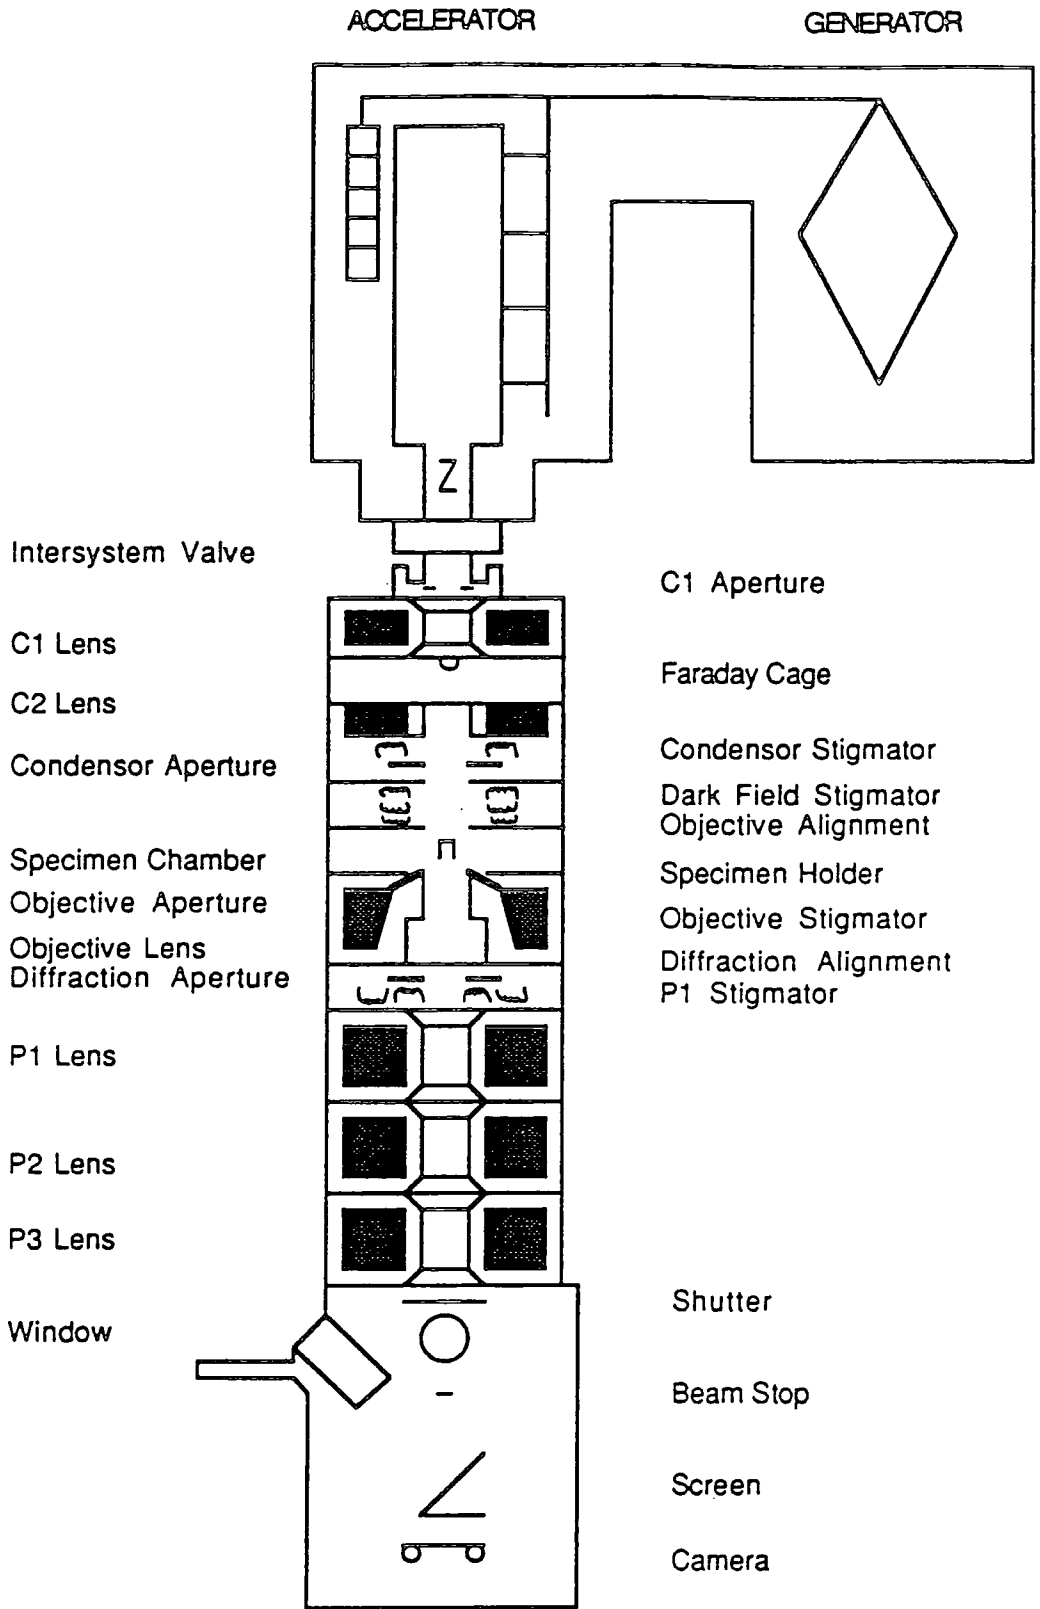 ACCELERATOR GENERATOR
Z
Intersystem Valve
C1 Aperture
C1 Lens
Faraday Cage
C2 Lens
Condensor Stigmator
Condensor Aperture
Dark Field Stigmator
Objective Alignment
Specimen Chamber
Specimen Holder
Objective Aperture
Objective Stigmator
Objective Lens
Diffraction Alignment
Diffraction Aperture
P1 Stigmator
P1 Lens
P2 Lens
P3 Lens
Shutter
Window
Beam Stop
Screen
Camera